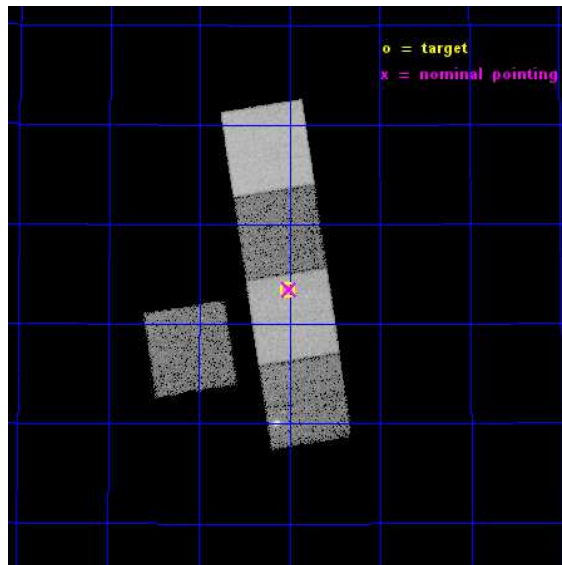 o = target
x = nominal pointing